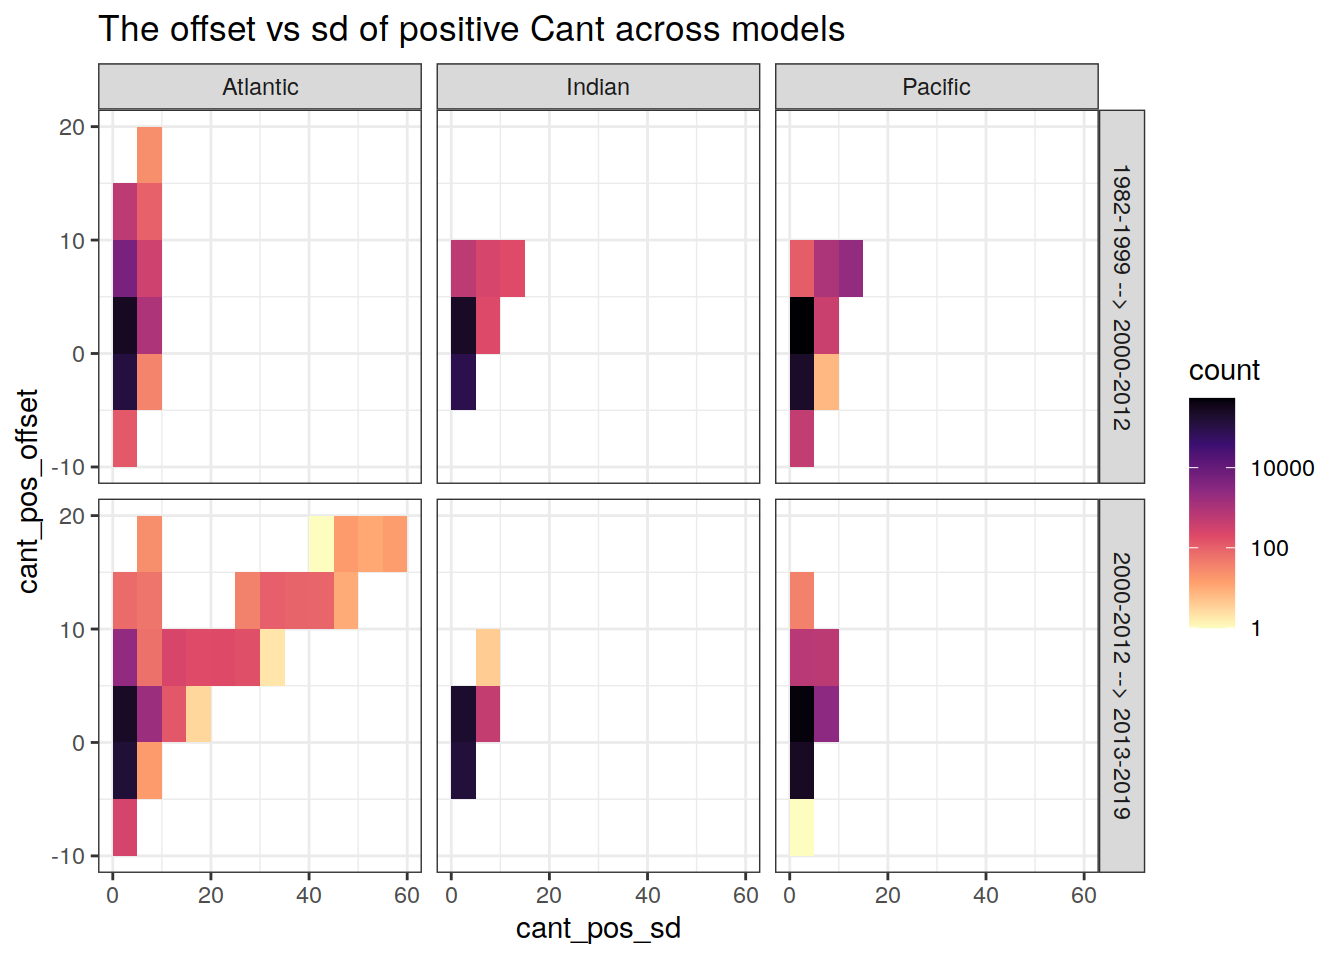 The offset vs sd of positive Cant across models
Atlantic Indian Pacific
20
10
0
-10
1982-1999 --> 2000-2012
20
10
0
-10
2000-2012 --> 2013-2019
0 20 40 60 0 20 40 60 0 20 40 60
cant_pos_sd
cant_pos_offset
count
10000
100
1